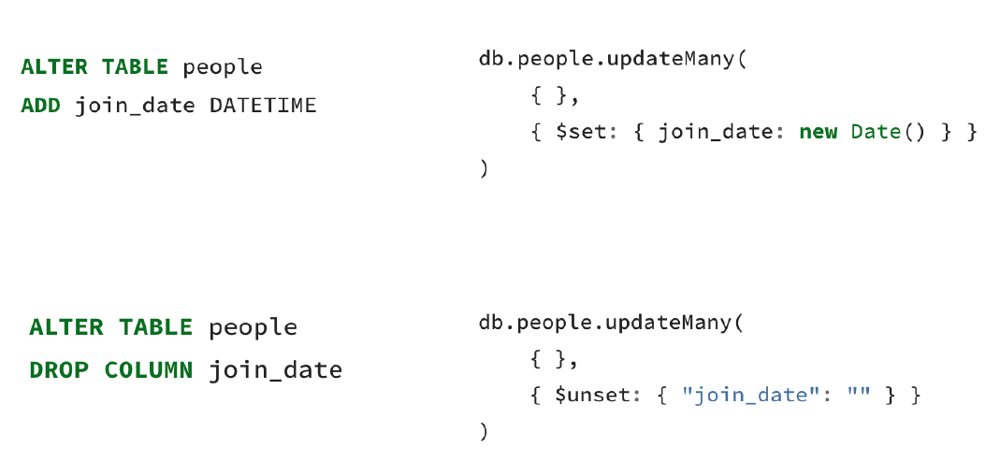 ALTER TABLE people
ADD join_date DATETIME
db.people.updateMany(
    { },
    { $set: { join_date: new Date() } }
)
ALTER TABLE people
DROP COLUMN join_date
db.people.updateMany(
    { },
    { $unset: { "join_date": "" } }
)